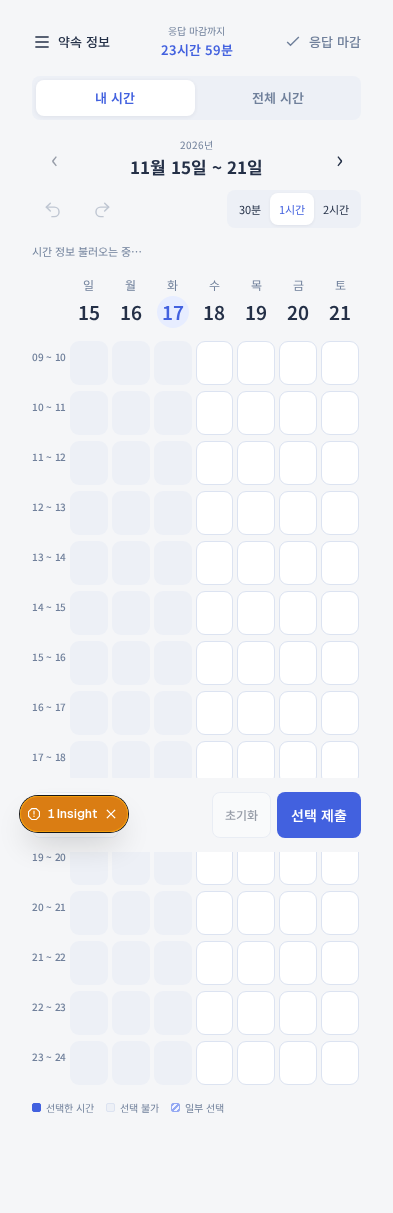 약속 정보
응답 마감까지
23시간 59분
응답 마감
내 시간
전체 시간
2026년
11월 15일 ~ 21일
30분 1시간 2시간
시간 정보 불러오는 중…
일 월 화 수 목 금 토
15 16 17 18 19 20 21
09 ~ 10
10 ~ 11
11 ~ 12
12 ~ 13
13 ~ 14
14 ~ 15
15 ~ 16
16 ~ 17
17 ~ 18
1 Insight
초기화
선택 제출
19 ~ 20
20 ~ 21
21 ~ 22
22 ~ 23
23 ~ 24
선택한 시간 선택 불가 일부 선택